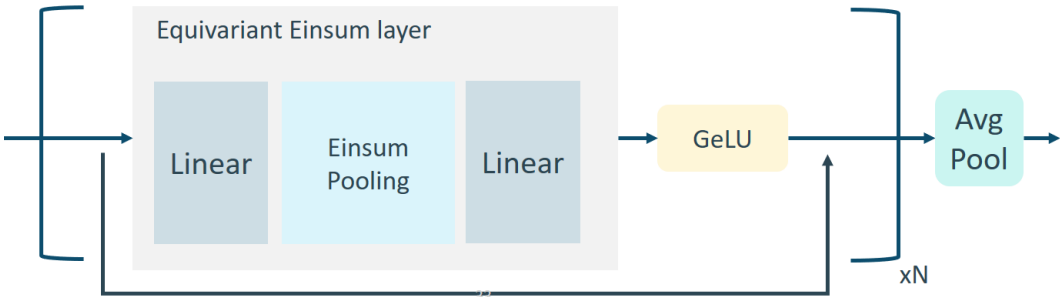 Equivariant Einsum layer
Linear
Einsum
Pooling
Linear
GeLU
Avg
Pool
xN